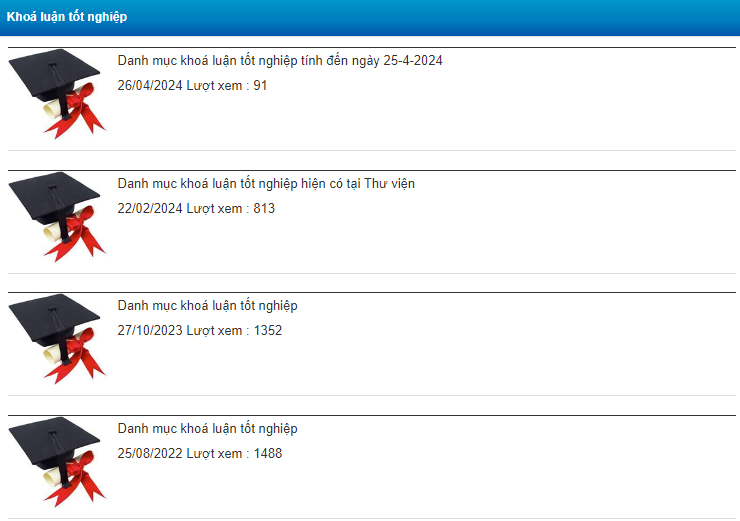 Khoá luận tốt nghiệp
Danh mục khoá luận tốt nghiệp tính đến ngày 25-4-2024
26/04/2024 Lượt xem : 91
Danh mục khoá luận tốt nghiệp hiện có tại Thư viện
22/02/2024 Lượt xem : 813
Danh mục khoá luận tốt nghiệp
27/10/2023 Lượt xem : 1352
Danh mục khoá luận tốt nghiệp
25/08/2022 Lượt xem : 1488